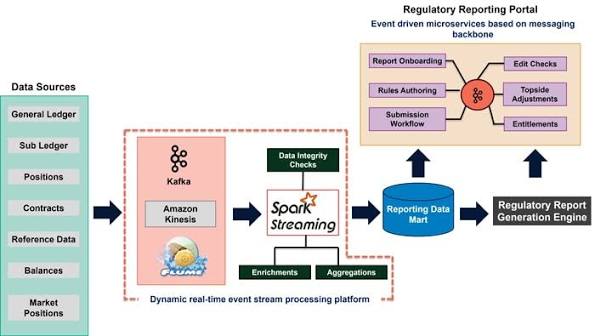 Regulatory Reporting Portal
Event driven microservices based on messaging
backbone
Report Onboarding
Rules Authoring
Submission
Workflow
Edit Checks
Topside
Adjustments
Entitlements
Data Sources
General Ledger
Sub Ledger
Positions
Contracts
Reference Data
Balances
Market
Positions
Kafka
Amazon
Kinesis
FLUME
Data Integrity
Checks
Spark
Streaming
Enrichments
Aggregations
Dynamic real-time event stream processing platform
Reporting Data
Mart
Regulatory Report
Generation Engine